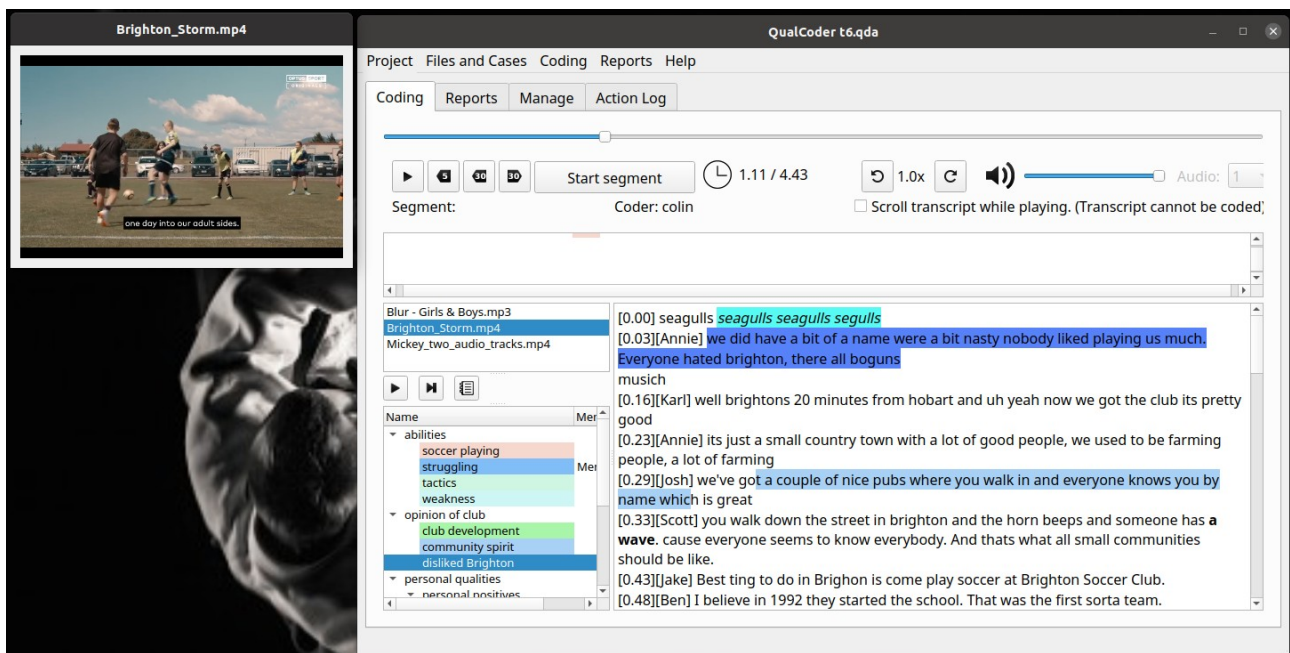 Brighton_Storm.mp4
one day into our adult sides.
QualCoder t6.qda
Project Files and Cases Coding Reports Help
Coding Reports Manage Action Log
5 30 30 Start segment 1.11 / 4.43 1.0x Audio: 1
Segment: Coder: colin Scroll transcript while playing. (Transcript cannot be coded)
Blur - Girls & Boys.mp3
Brighton_Storm.mp4
Mickey_two_audio_tracks.mp4
Name Mer
abilities
soccer playing
struggling Mer
tactics
weakness
opinion of club
club development
community spirit
disliked Brighton
personal qualities
personal positives
[0.00] seagulls seagulls seagulls segulls
[0.03][Annie] we did have a bit of a name were a bit nasty nobody liked playing us much.
Everyone hated brighton, there all boguns
musich
[0.16][Karl] well brightons 20 minutes from hobart and uh yeah now we got the club its pretty
good
[0.23][Annie] its just a small country town with a lot of good people, we used to be farming
people, a lot of farming
[0.29][Josh] we've got a couple of nice pubs where you walk in and everyone knows you by
name which is great
[0.33][Scott] you walk down the street in brighton and the horn beeps and someone has a
wave. cause everyone seems to know everybody. And thats what all small communities
should be like.
[0.43][Jake] Best ting to do in Brighon is come play soccer at Brighton Soccer Club.
[0.48][Ben] I believe in 1992 they started the school. That was the first sorta team.